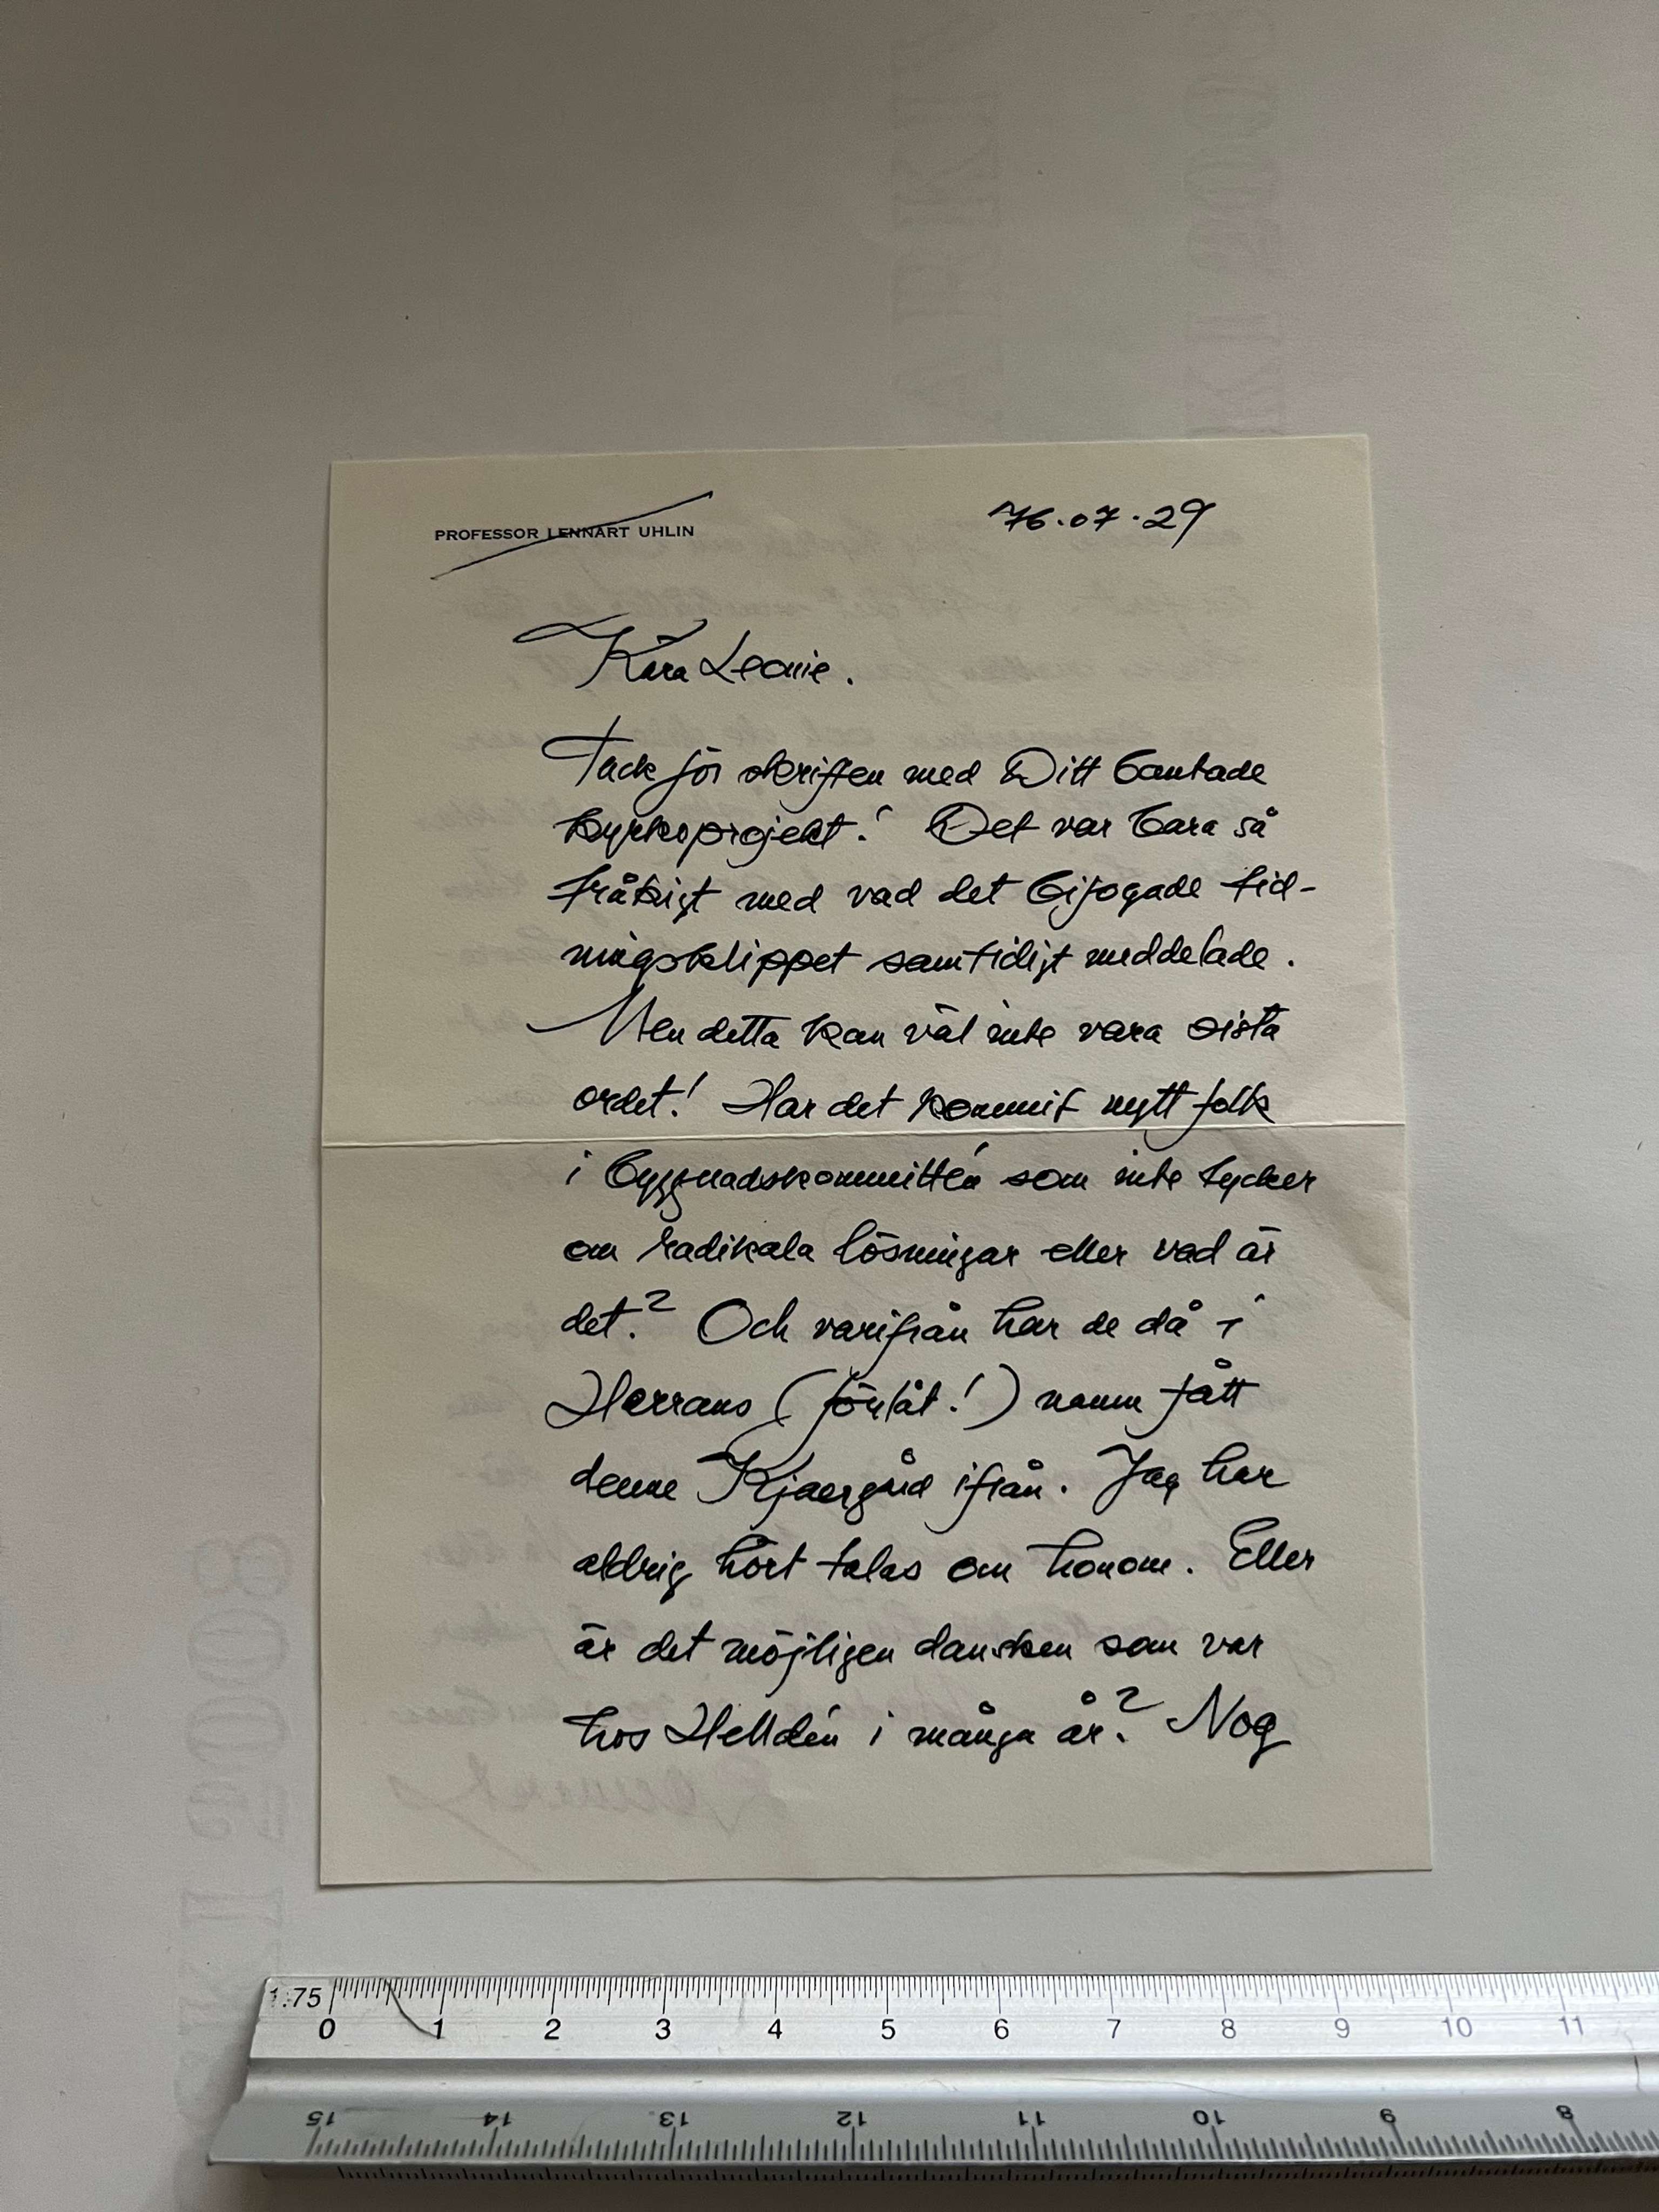 PROFESSOR LENNART UHLIN
76.07.29
Kära Leonie.
Tack för skriften med Ditt bantade
kyrkoprojekt! Det var bara så
tråkigt med vad det bifogade tid-
ningsklippet samtidigt meddelade.
Men detta kan väl inte vara sista
ordet! Har det kommit nytt folk
i byggnadskommittén som inte tycker
om radikala lösningar eller vad är
det? Och varifrån har de då i
Herrans (förlåt!) namn fått
denne Kjaergård ifrån. Jag har
aldrig hört talas om honom. Eller
är det möjligen dansken som var
hos Helldén i många år? Nog
1:75
0 1 2 3 4 5 6 7 8 9 10 11
15 14 13 12 11 10 9 8